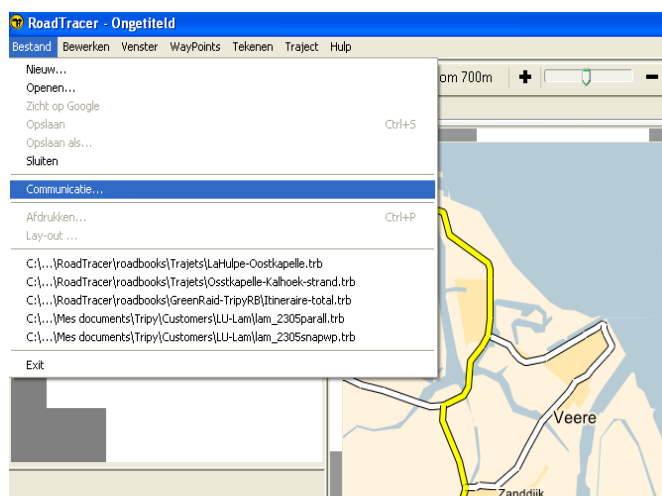 RoadTracer - Ongetiteld
Bestand Bewerken Venster WayPoints Tekenen Traject Hulp
Nieuw...
om 700m
Openen...
Zicht op Google
Opslaan Ctrl+S
Opslaan als...
Sluiten
Communicatie...
Afdrukken... Ctrl+P
Lay-out ...
C:\...\RoadTracer\roadbooks\Trajets\LaHulpe-Oostkapelle.trb
C:\...\RoadTracer\roadbooks\Trajets\Osstkapelle-Kalhoek-strand.trb
C:\...\RoadTracer\roadbooks\GreenRaid-TripyRB\Itineraire-total.trb
C:\...\Mes documents\Tripy\Customers\LU-Lam\lam_2305parall.trb
C:\...\Mes documents\Tripy\Customers\LU-Lam\lam_2305snapwp.trb
Exit
Veere
Zanddijk